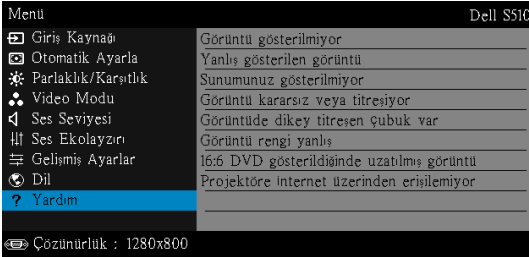 Menü
Dell S510
Giriş Kaynağı
Otomatik Ayarla
Parlaklık/Karşıtlık
Video Modu
Ses Seviyesi
Ses Ekolayzırı
Gelişmiş Ayarlar
Dil
Yardım
Görüntü gösterilmiyor
Yanlış gösterilen görüntü
Sunumunuz gösterilmiyor
Görüntü kararsız veya titreşiyor
Görüntüde dikey titreşen çubuk var
Görüntü rengi yanlış
16:6 DVD gösterildiğinde uzatılmış görüntü
Projektöre internet üzerinden erişilemiyor
Çözünürlük : 1280x800